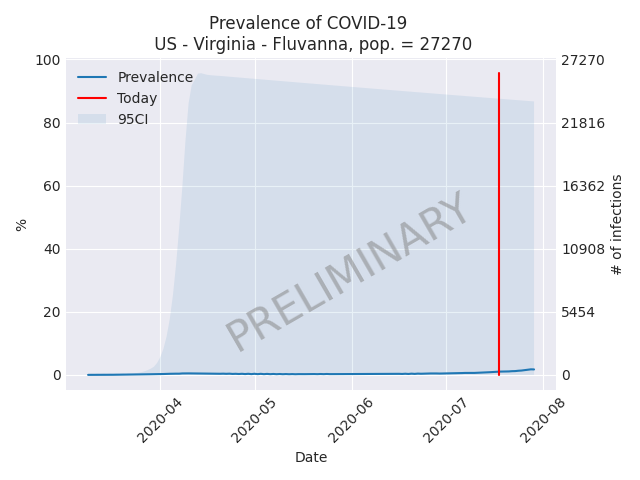 Prevalence of COVID-19
US - Virginia - Fluvanna, pop. = 27270
Prevalence
Today
95CI
100
80
60
40
20
0
%
27270
21816
16362
10908
5454
0
# of infections
PRELIMINARY
2020-04
2020-05
2020-06
2020-07
2020-08
Date